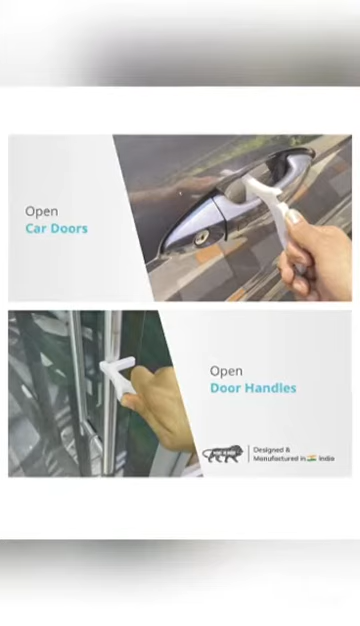 Open
Car Doors
Open
Door Handles
Designed &
Manufactured in India